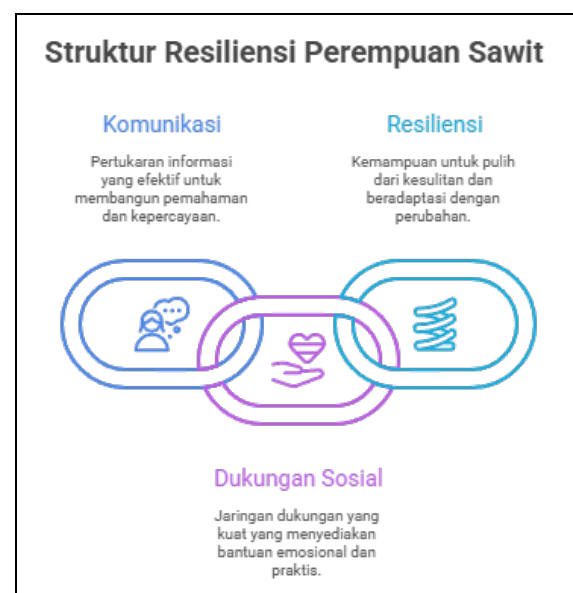 Struktur Resiliensi Perempuan Sawit
Komunikasi
Pertukaran informasi
yang efektif untuk
membangun pemahaman
dan kepercayaan.
Resiliensi
Kemampuan untuk pulih
dari kesulitan dan
beradaptasi dengan
perubahan.
Dukungan Sosial
Jaringan dukungan yang
kuat yang menyediakan
bantuan emosional dan
praktis.